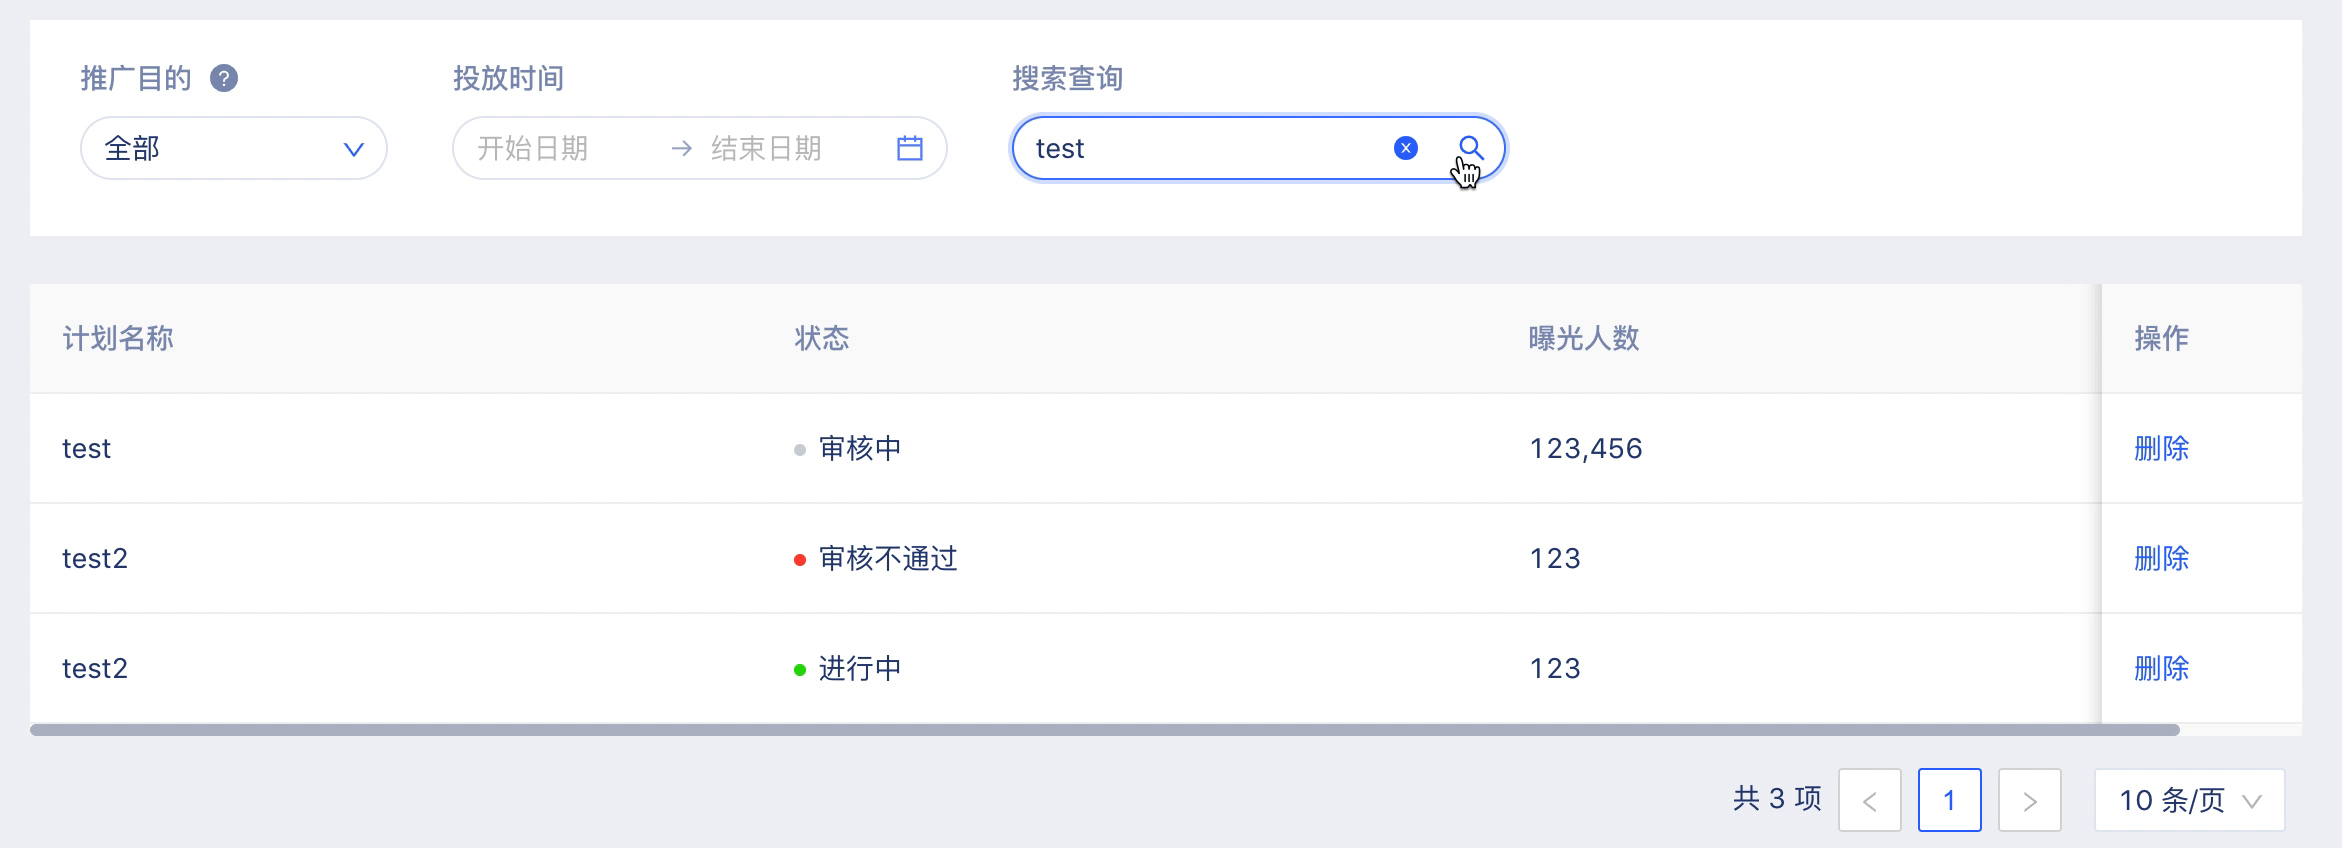 推广目的 ?
投放时间
搜索查询
全部
开始日期 → 结束日期
test
计划名称 状态 曝光人数 操作
test 审核中 123,456 删除
test2 审核不通过 123 删除
test2 进行中 123 删除
共 3 项 < 1 > 10 条/页